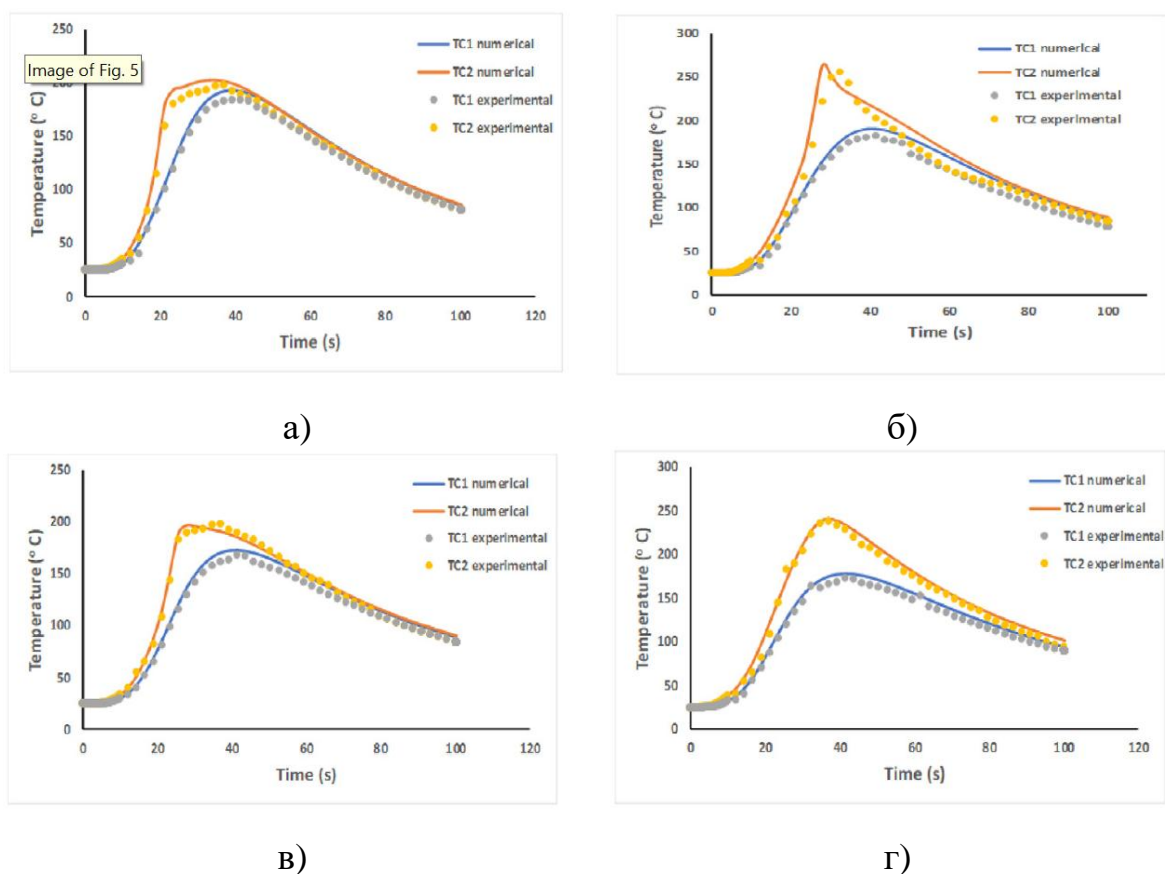 250
TC1 numerical
TC2 numerical
TC1 experimental
TC2 experimental
Image of Fig. 5
200
150
100
50
0
Temperature (° C)
0 20 40 60 80 100 120
Time (s)
а)
300
TC1 numerical
TC2 numerical
TC1 experimental
TC2 experimental
250
200
150
100
50
0
Temperature (° C)
0 20 40 60 80 100
Time (s)
б)
250
TC1 numerical
TC2 numerical
TC1 experimental
TC2 experimental
200
150
100
50
0
Temperature (° C)
0 20 40 60 80 100 120
Time (s)
в)
300
TC1 numerical
TC2 numerical
TC1 experimental
TC2 experimental
250
200
150
100
50
0
Temperature (° C)
0 20 40 60 80 100 120
Time (s)
г)